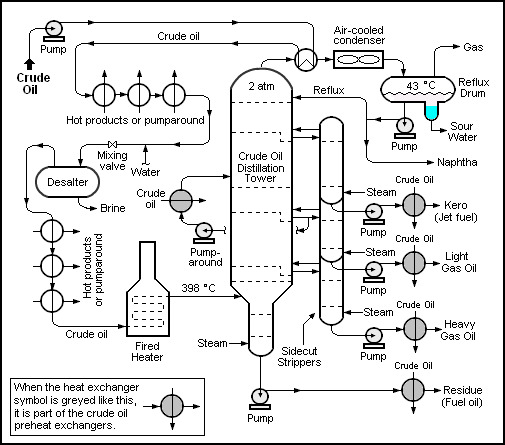 Pump
Crude
Oil
Crude oil
Air-cooled
condenser
Gas
43 °C
Reflux
Drum
2 atm
Reflux
Hot products or pumparound
Pump
Sour
Water
Naphtha
Mixing
valve
Water
Crude Oil
Distillation
Tower
Desalter
Brine
Crude
oil
Steam
Crude Oil
Pump
Kero
(Jet fuel)
Pump-
around
Hot products
or pumparound
Steam
Crude Oil
Pump
Light
Gas Oil
398 °C
Crude oil
Fired
Heater
Steam
Steam
Crude Oil
Pump
Heavy
Gas Oil
Sidecut
Strippers
Crude Oil
Pump
Residue
(Fuel oil)
When the heat exchanger
symbol is greyed like this,
it is part of the crude oil
preheat exchangers.